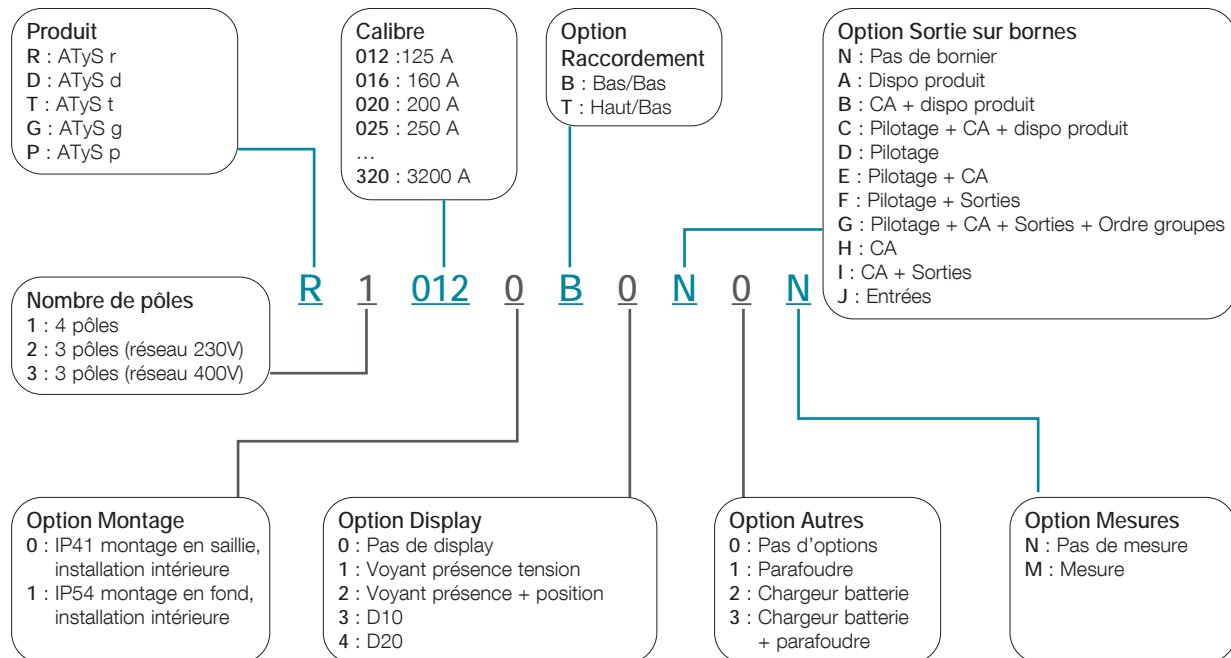 Produit
R : ATyS r
D : ATyS d
T : ATyS t
G : ATyS g
P : ATyS p
Calibre
012 :125 A
016 : 160 A
020 : 200 A
025 : 250 A
...
320 : 3200 A
Option
Raccordement
B : Bas/Bas
T : Haut/Bas
Option Sortie sur bornes
N : Pas de bornier
A : Dispo produit
B : CA + dispo produit
C : Pilotage + CA + dispo produit
D : Pilotage
E : Pilotage + CA
F : Pilotage + Sorties
G : Pilotage + CA + Sorties + Ordre groupes
H : CA
I : CA + Sorties
J : Entrées
R 1 012 0 B 0 N 0 N
Nombre de pôles
1 : 4 pôles
2 : 3 pôles (réseau 230V)
3 : 3 pôles (réseau 400V)
Option Montage
0 : IP41 montage en saillie,
installation intérieure
1 : IP54 montage en fond,
installation intérieure
Option Display
0 : Pas de display
1 : Voyant présence tension
2 : Voyant présence + position
3 : D10
4 : D20
Option Autres
0 : Pas d'options
1 : Parafoudre
2 : Chargeur batterie
3 : Chargeur batterie
+ parafoudre
Option Mesures
N : Pas de mesure
M : Mesure